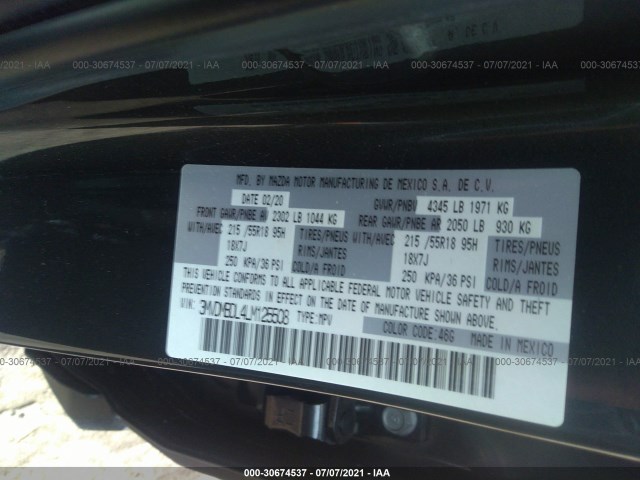 000-30674537 - 07/07/2021 - IAA
MFD. BY MAZDA MOTOR MANUFACTURING DE MEXICO S.A. DE C.V.
DATE 02/20 GVWR/PNBV 4345 LB 1971 KG
FRONT GAWR/PNBE AV 2302 LB 1044 KG REAR GAWR/PNBE AR 2050 LB 930 KG
WITH/AVEC 215 /55R18 95H TIRES/PNEUS WITH/AVEC 215 /55R18 95H TIRES/PNEUS
18X7J RIMS/JANTES 18X7J RIMS/JANTES
250 KPA/36 PSI COLD/A FROID 250 KPA/36 PSI COLD/A FROID
THIS VEHICLE CONFORMS TO ALL APPLICABLE FEDERAL MOTOR VEHICLE SAFETY AND THEFT
PREVENTION STANDARDS IN EFFECT ON THE DATE OF MANUFACTURE SHOWN ABOVE.
VIN: TYPE:MPV
COLOR CODE:46G MADE IN MEXICO
000-30674537 - 07/07/2021 - IAA